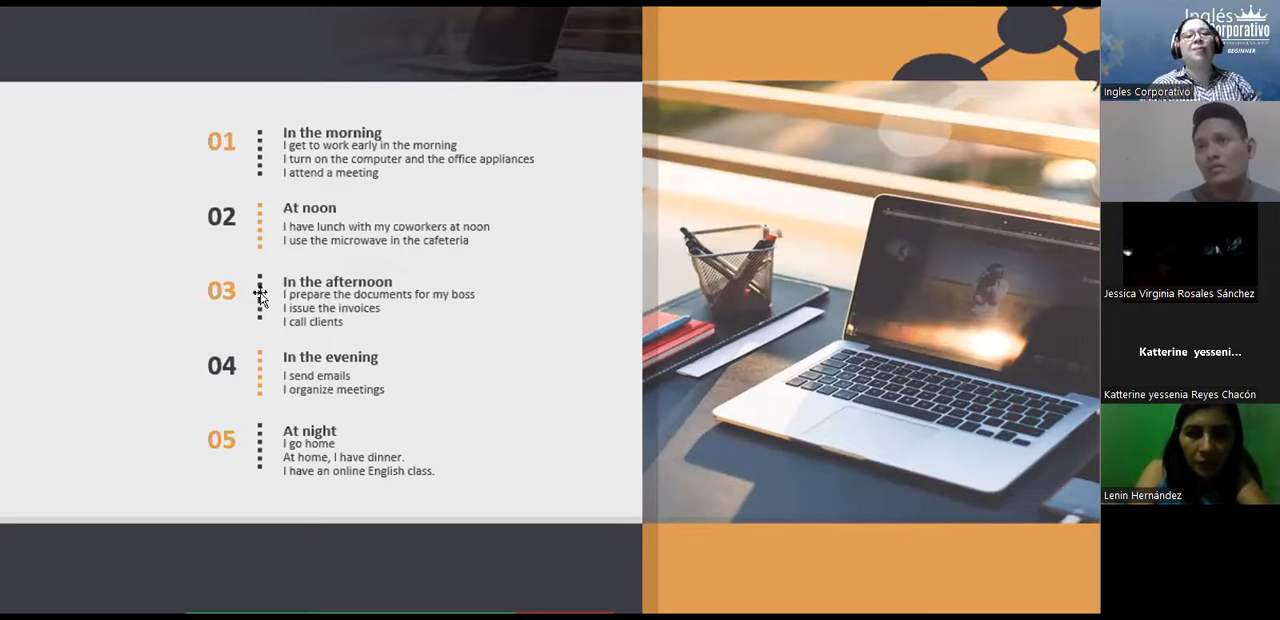 01
In the morning
I get to work early in the morning
I turn on the computer and the office appliances
I attend a meeting
02
At noon
I have lunch with my coworkers at noon
I use the microwave in the cafeteria
03
In the afternoon
I prepare the documents for my boss
I issue the invoices
I call clients
04
In the evening
I send emails
I organize meetings
05
At night
I go home
At home, I have dinner.
I have an online English class.
Inglés
BEGINNER
Ingles Corporativo
Jessica Virginia Rosales Sánchez
Katterine yesseni...
Katterine yessenia Reyes Chacón
Lenin Hernández